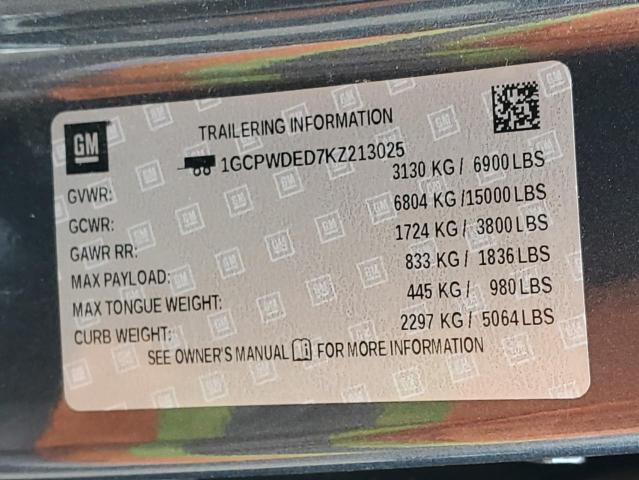 GM
TRAILERING INFORMATION
1GCPWDED7KZ213025
GVWR: 3130 KG / 6900 LBS
GCWR: 6804 KG /15000 LBS
GAWR RR: 1724 KG / 3800 LBS
MAX PAYLOAD: 833 KG / 1836 LBS
MAX TONGUE WEIGHT: 445 KG / 980 LBS
CURB WEIGHT: 2297 KG / 5064 LBS
SEE OWNER'S MANUAL FOR MORE INFORMATION